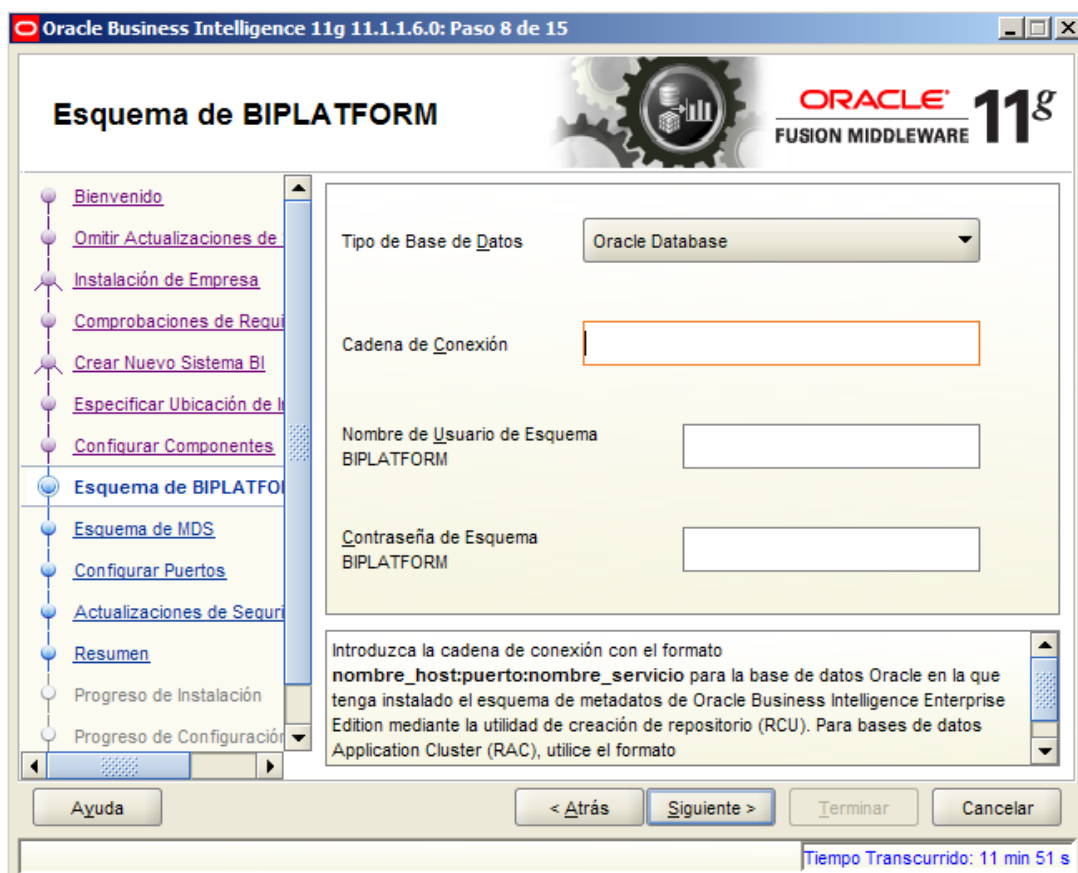 Oracle Business Intelligence 11g 11.1.1.6.0: Paso 8 de 15
Esquema de BIPLATFORM
ORACLE
FUSION MIDDLEWARE
11g
Bienvenido
Omitir Actualizaciones de
Instalación de Empresa
Comprobaciones de Requi
Crear Nuevo Sistema BI
Especificar Ubicación de
Configurar Componentes
Esquema de BIPLATFO
Esquema de MDS
Configurar Puertos
Actualizaciones de Seguri
Resumen
Progreso de Instalación
Progreso de Configuración
Tipo de Base de Datos
Oracle Database
Cadena de Conexión
Nombre de Usuario de Esquema
BIPLATFORM
Contraseña de Esquema
BIPLATFORM
Introduzca la cadena de conexión con el formato
nombre_host:puerto:nombre_servicio para la base de datos Oracle en la que
tenga instalado el esquema de metadatos de Oracle Business Intelligence Enterprise
Edition mediante la utilidad de creación de repositorio (RCU). Para bases de datos
Application Cluster (RAC), utilice el formato
Ayuda
< Atrás
Siguiente >
Terminar
Cancelar
Tiempo Transcurrido: 11 min 51 s